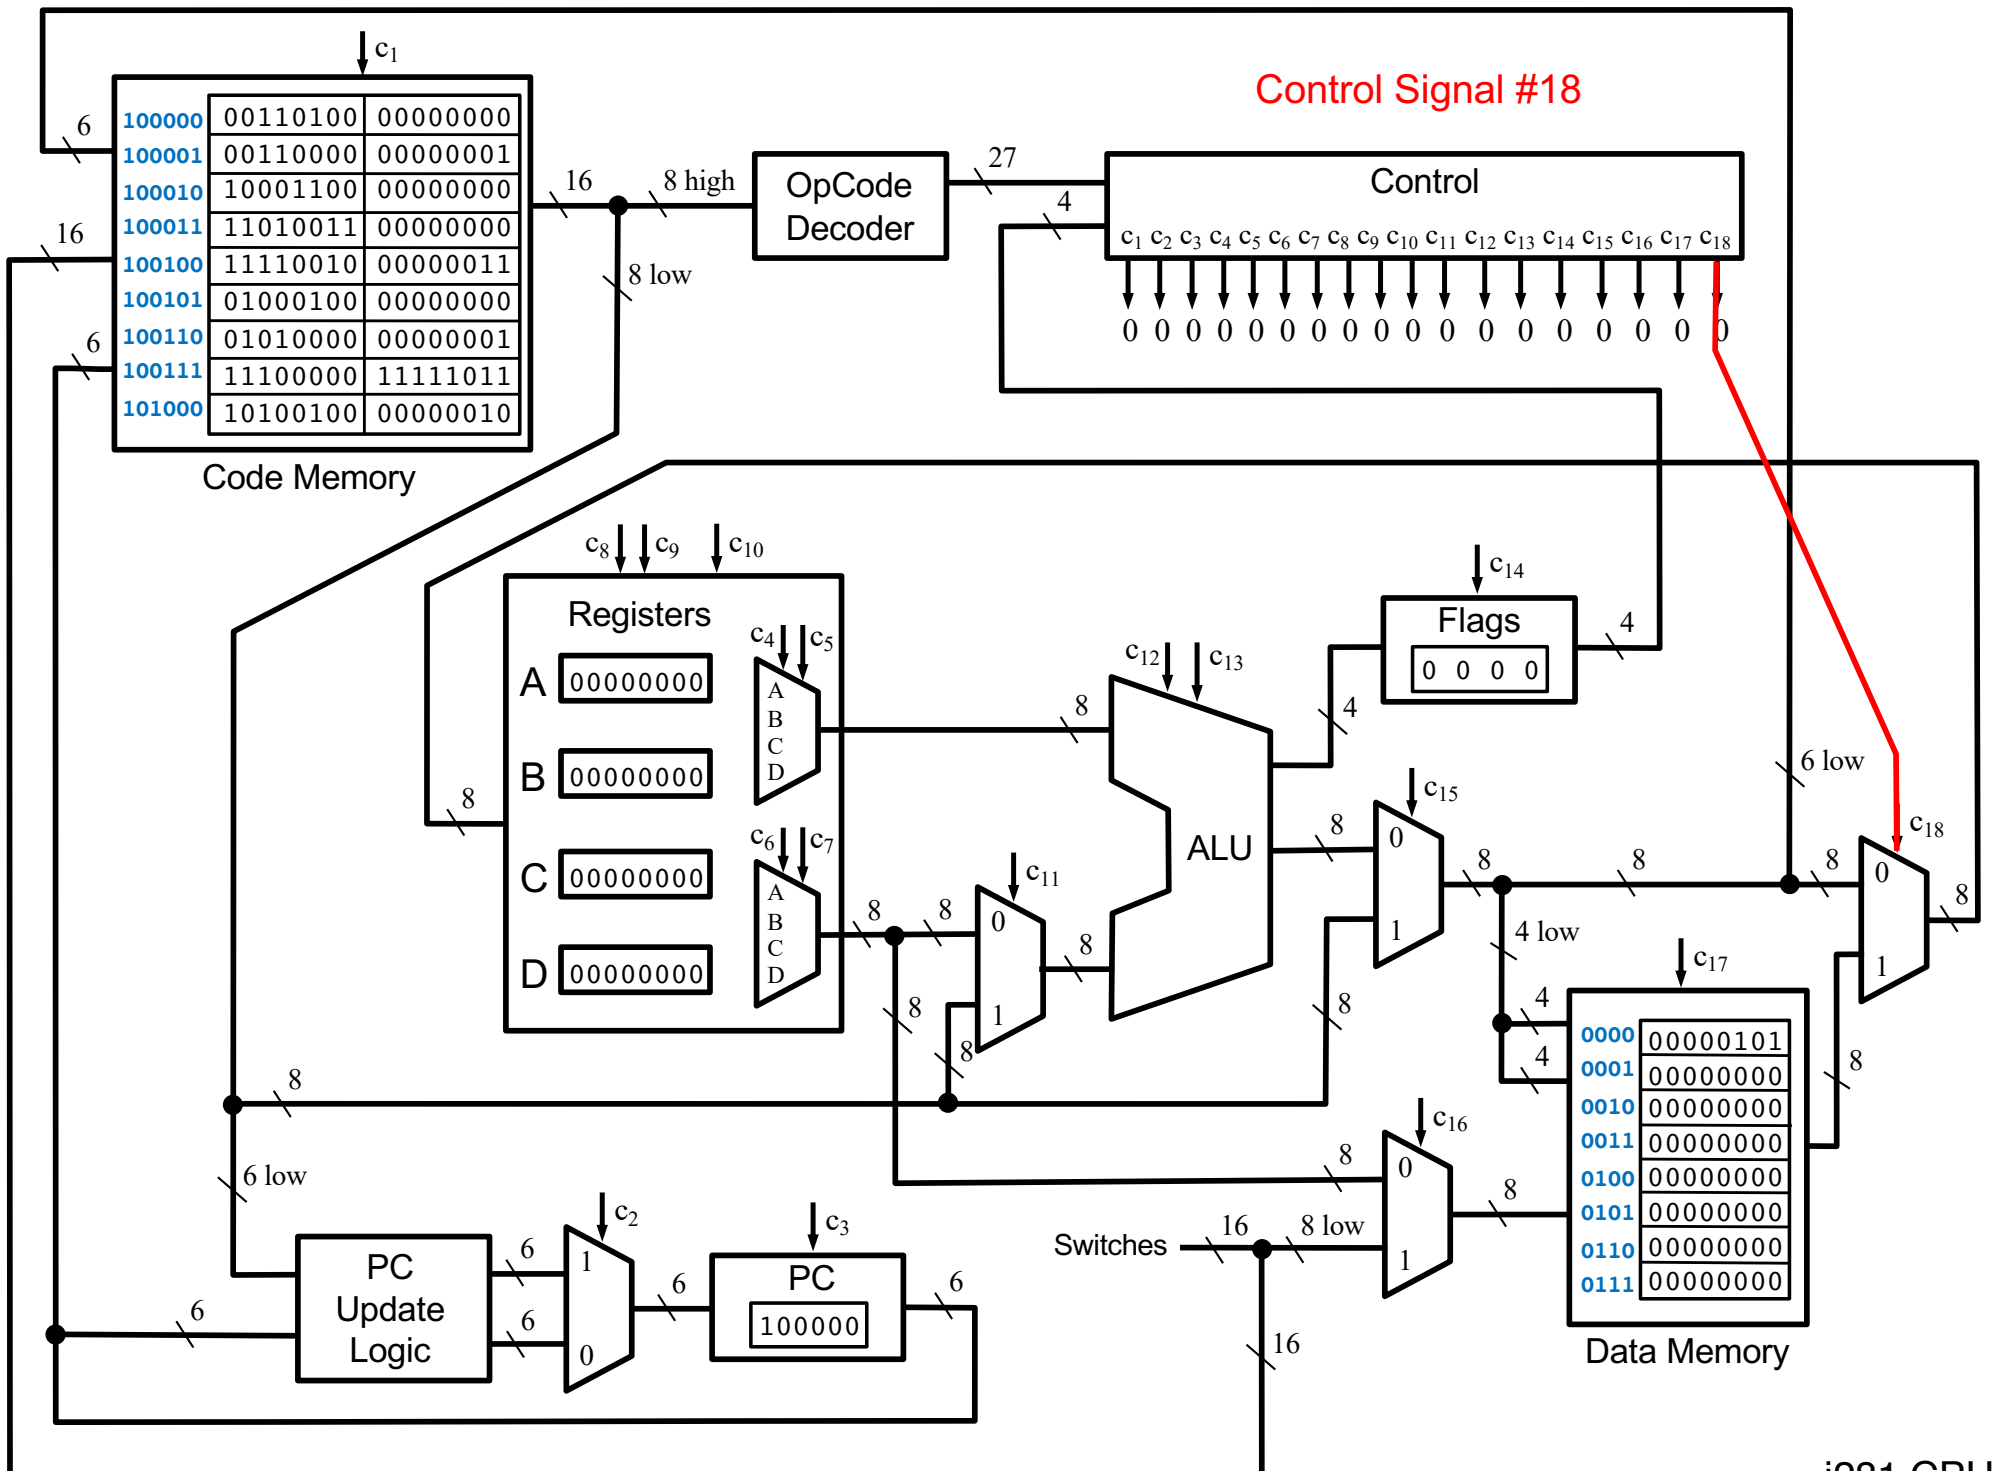 Control Signal #18
c1
100000 00110100 00000000
100001 00110000 00000001
100010 10001100 00000000
100011 11010011 00000000
100100 11110010 00000011
100101 01000100 00000000
100110 01010000 00000001
100111 11100000 11111011
101000 10100100 00000010
Code Memory
6
16
6
16
8 high
8 low
OpCode
Decoder
27
4
Control
c1 c2 c3 c4 c5 c6 c7 c8 c9 c10 c11 c12 c13 c14 c15 c16 c17 c18
0 0 0 0 0 0 0 0 0 0 0 0 0 0 0 0 0 0
c8 c9 c10
Registers
A 00000000
B 00000000
C 00000000
D 00000000
8
c4 c5
A
B
C
D
c6 c7
A
B
C
D
8
8
8
8
c11
0
1
8
8
c12 c13
ALU
4
8
c14
Flags
0 0 0 0
4
c15
0
1
8
8
8
6 low
8
4 low
4
4
c18
0
1
8
8
c17
0000 00000101
0001 00000000
0010 00000000
0011 00000000
0100 00000000
0101 00000000
0110 00000000
0111 00000000
Data Memory
8
8
6 low
PC
Update
Logic
6
6
6
c2
1
0
6
c3
PC
100000
6
Switches
16
8 low
16
8
c16
0
1
8